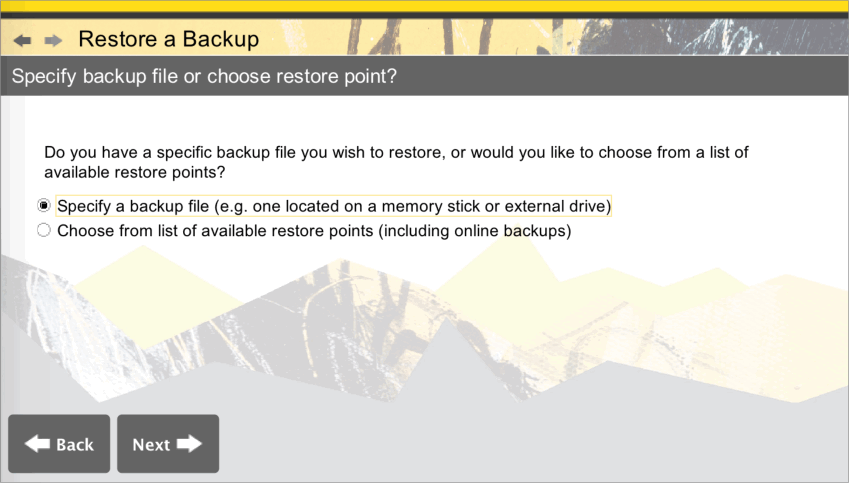 Restore a Backup
Specify backup file or choose restore point?
Do you have a specific backup file you wish to restore, or would you like to choose from a list of
available restore points?
Specify a backup file (e.g. one located on a memory stick or external drive)
Choose from list of available restore points (including online backups)
Back
Next